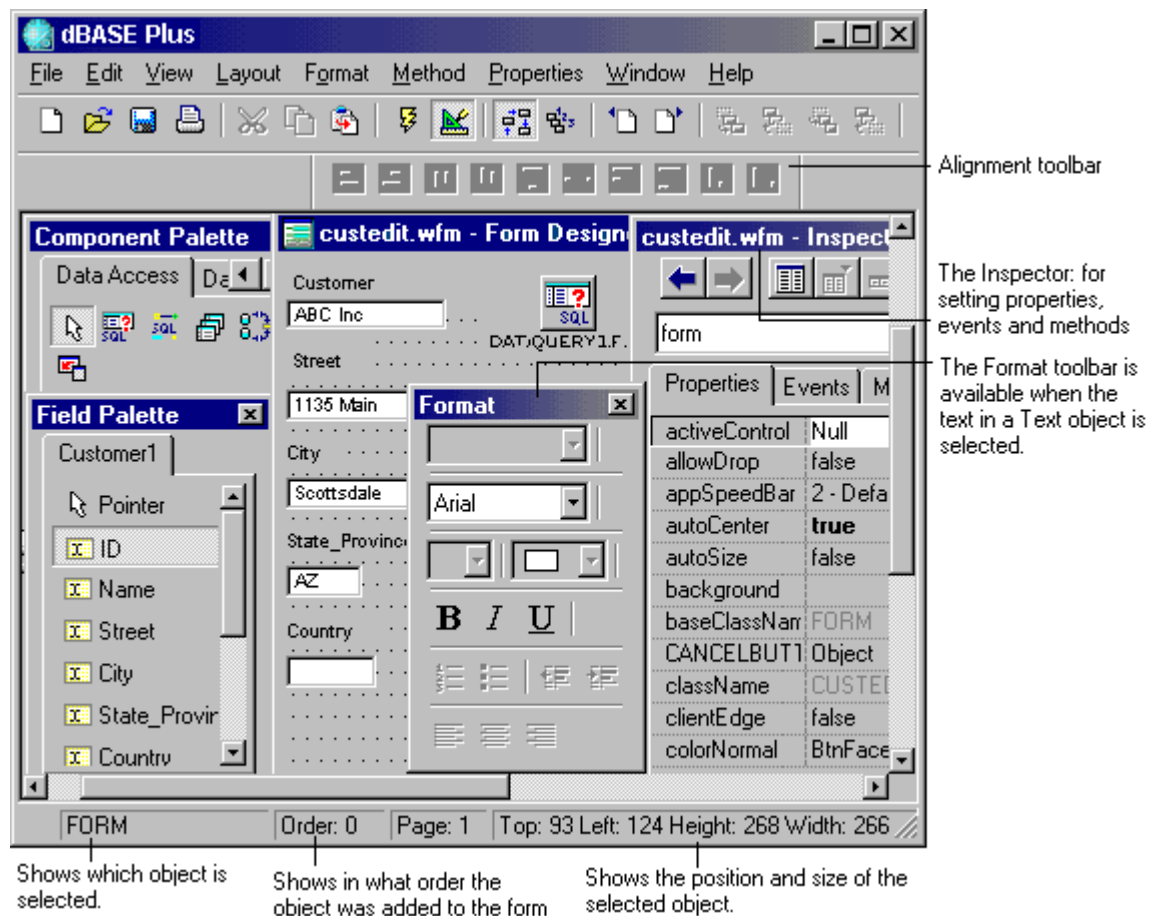 dBASE Plus
File Edit View Layout Format Method Properties Window Help
Alignment toolbar
Component Palette
Data Access
SQL
SQL
custedit.wfm - Form Design
Customer
ABC Inc
SQL
DATAQUERY1.F.
Street
1135 Main
City
Scottsdale
State_Province
AZ
Country
custedit.wfm - Inspect
form
Properties Events M
activeControl Null
allowDrop false
appSpeedBar 2 - Defa
autoCenter true
autoSize false
background
baseClassNam FORM
CANCELBUTT Object
className CUSTED
clientEdge false
colorNormal BtnFace
Field Palette
Customer1
Pointer
ID
Name
Street
City
State_Provin
Country
Format
Arial
B I U
The Inspector: for
setting properties,
events and methods
The Format toolbar is
available when the
text in a Text object is
selected.
FORM Order: 0 Page: 1 Top: 93 Left: 124 Height: 268 Width: 266
Shows which object is
selected.
Shows in what order the
object was added to the form
Shows the position and size of the
selected object.